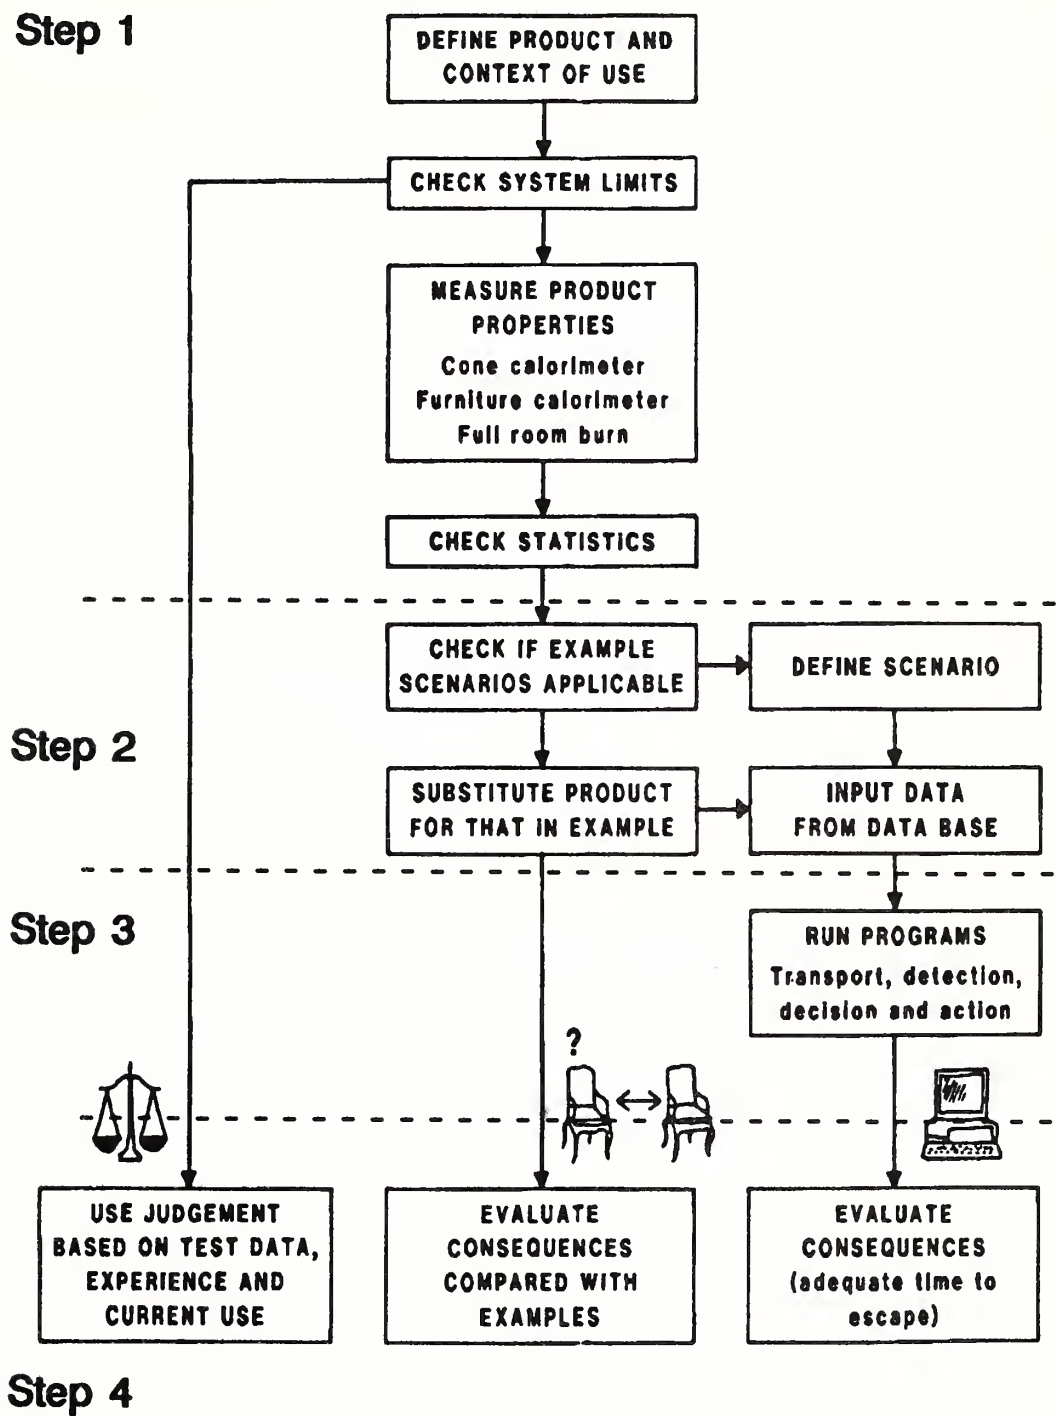 Step 1
DEFINE PRODUCT AND
CONTEXT OF USE
CHECK SYSTEM LIMITS
MEASURE PRODUCT
PROPERTIES
Cone calorimeter
Furniture calorimeter
Full room burn
CHECK STATISTICS
Step 2
CHECK IF EXAMPLE
SCENARIOS APPLICABLE
DEFINE SCENARIO
SUBSTITUTE PRODUCT
FOR THAT IN EXAMPLE
INPUT DATA
FROM DATA BASE
Step 3
RUN PROGRAMS
Transport, detection,
decision and action
?
USE JUDGEMENT
BASED ON TEST DATA,
EXPERIENCE AND
CURRENT USE
EVALUATE
CONSEQUENCES
COMPARED WITH
EXAMPLES
EVALUATE
CONSEQUENCES
(adequate time to
escape)
Step 4